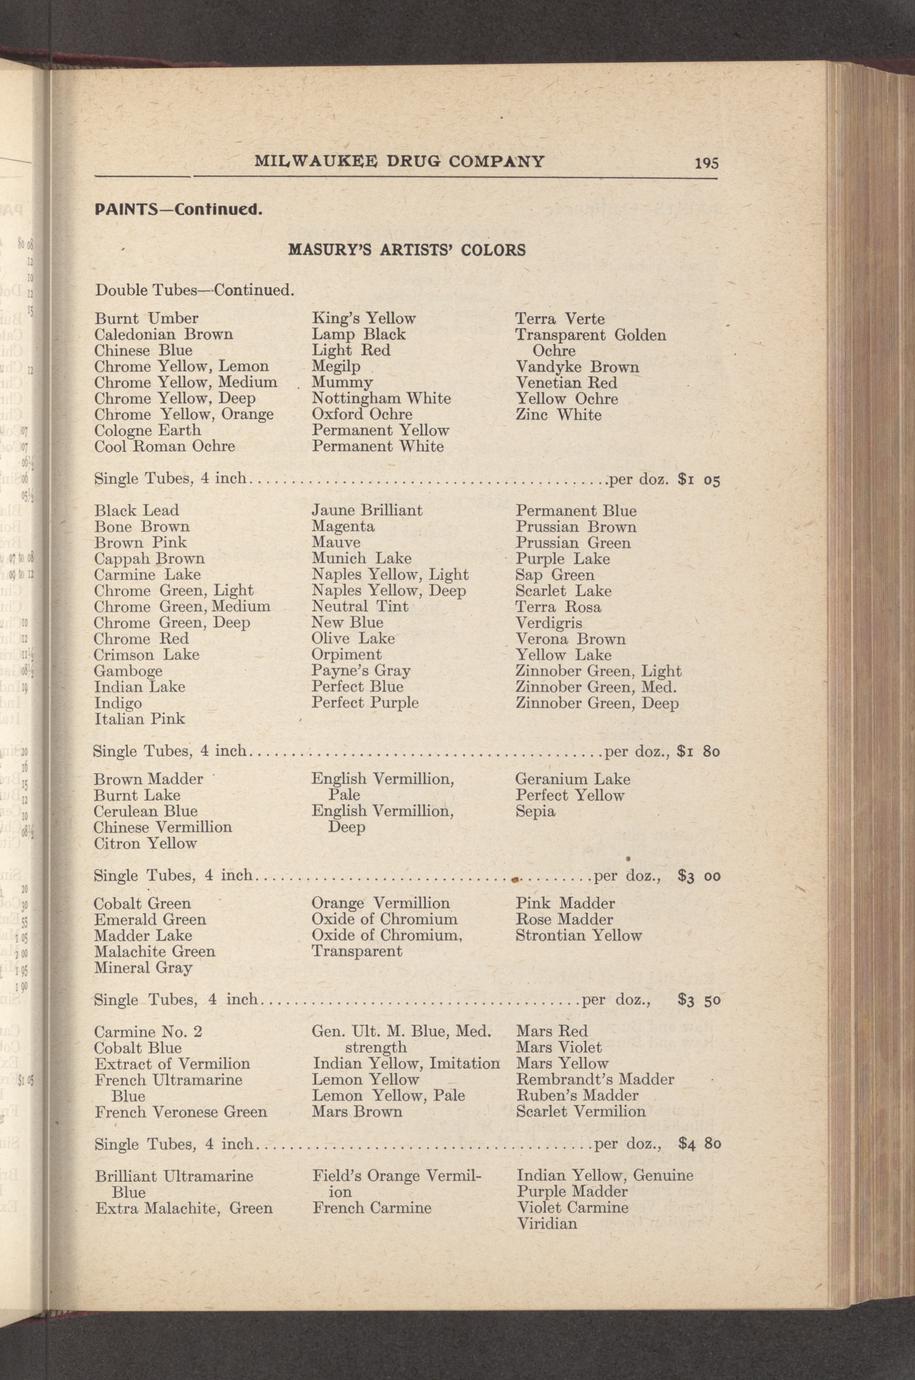 MILWAUKEE DRUG COMPANY 195
PAINTS—Continued.
MASURY'S ARTISTS' COLORS
Double Tubes—Continued.
Burnt Umber
Caledonian Brown
Chinese Blue
Chrome Yellow, Lemon
Chrome Yellow, Medium
Chrome Yellow, Deep
Chrome Yellow, Orange
Cologne Earth
Cool Roman Ochre
King's Yellow
Lamp Black
Light Red
Megilp
Mummy
Nottingham White
Oxford Ochre
Permanent Yellow
Permanent White
Terra Verte
Transparent Golden
Ochre
Vandyke Brown
Venetian Red
Yellow Ochre
Zinc White
Single Tubes, 4 inch........................................per doz. $1 05
Black Lead
Bone Brown
Brown Pink
Cappah Brown
Carmine Lake
Chrome Green, Light
Chrome Green, Medium
Chrome Green, Deep
Chrome Red
Crimson Lake
Gamboge
Indian Lake
Indigo
Italian Pink
Jaune Brilliant
Magenta
Mauve
Munich Lake
Naples Yellow, Light
Naples Yellow, Deep
Neutral Tint
New Blue
Olive Lake
Orpiment
Payne's Gray
Perfect Blue
Perfect Purple
Permanent Blue
Prussian Brown
Prussian Green
Purple Lake
Sap Green
Scarlet Lake
Terra Rosa
Verdigris
Verona Brown
Yellow Lake
Zinnober Green, Light
Zinnober Green, Med.
Zinnober Green, Deep
Single Tubes, 4 inch.......................................per doz., $1 80
Brown Madder
Burnt Lake
Cerulean Blue
Chinese Vermillion
Citron Yellow
English Vermillion,
Pale
English Vermillion,
Deep
Geranium Lake
Perfect Yellow
Sepia
Single Tubes, 4 inch.....................................per doz., $3 00
Cobalt Green
Emerald Green
Madder Lake
Malachite Green
Mineral Gray
Orange Vermillion
Oxide of Chromium
Oxide of Chromium,
Transparent
Pink Madder
Rose Madder
Strontian Yellow
Single Tubes, 4 inch...................................per doz., $3 50
Carmine No. 2
Cobalt Blue
Extract of Vermilion
French Ultramarine
Blue
French Veronese Green
Gen. Ult. M. Blue, Med.
strength
Indian Yellow, Imitation
Lemon Yellow
Lemon Yellow, Pale
Mars Brown
Mars Red
Mars Violet
Mars Yellow
Rembrandt's Madder
Ruben's Madder
Scarlet Vermilion
Single Tubes, 4 inch.....................................per doz., $4 80
Brilliant Ultramarine
Blue
Extra Malachite, Green
Field's Orange Vermil-
ion
French Carmine
Indian Yellow, Genuine
Purple Madder
Violet Carmine
Viridian